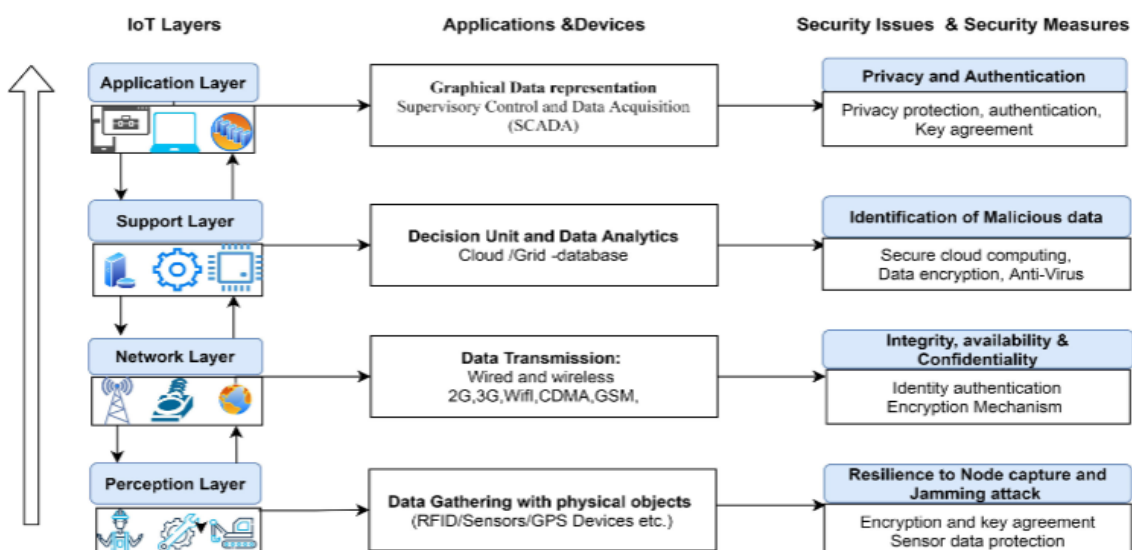 IoT Layers
Applications &Devices
Security Issues & Security Measures
Application Layer
Graphical Data representation
Supervisory Control and Data Acquisition
(SCADA)
Privacy and Authentication
Privacy protection, authentication,
Key agreement
Support Layer
Decision Unit and Data Analytics
Cloud /Grid -database
Identification of Malicious data
Secure cloud computing,
Data encryption, Anti-Virus
Network Layer
Data Transmission:
Wired and wireless
2G,3G,Wifl,CDMA,GSM,
Integrity, availability &
Confidentiality
Identity authentication
Encryption Mechanism
Perception Layer
Data Gathering with physical objects
(RFID/Sensors/GPS Devices etc.)
Resilience to Node capture and
Jamming attack
Encryption and key agreement
Sensor data protection